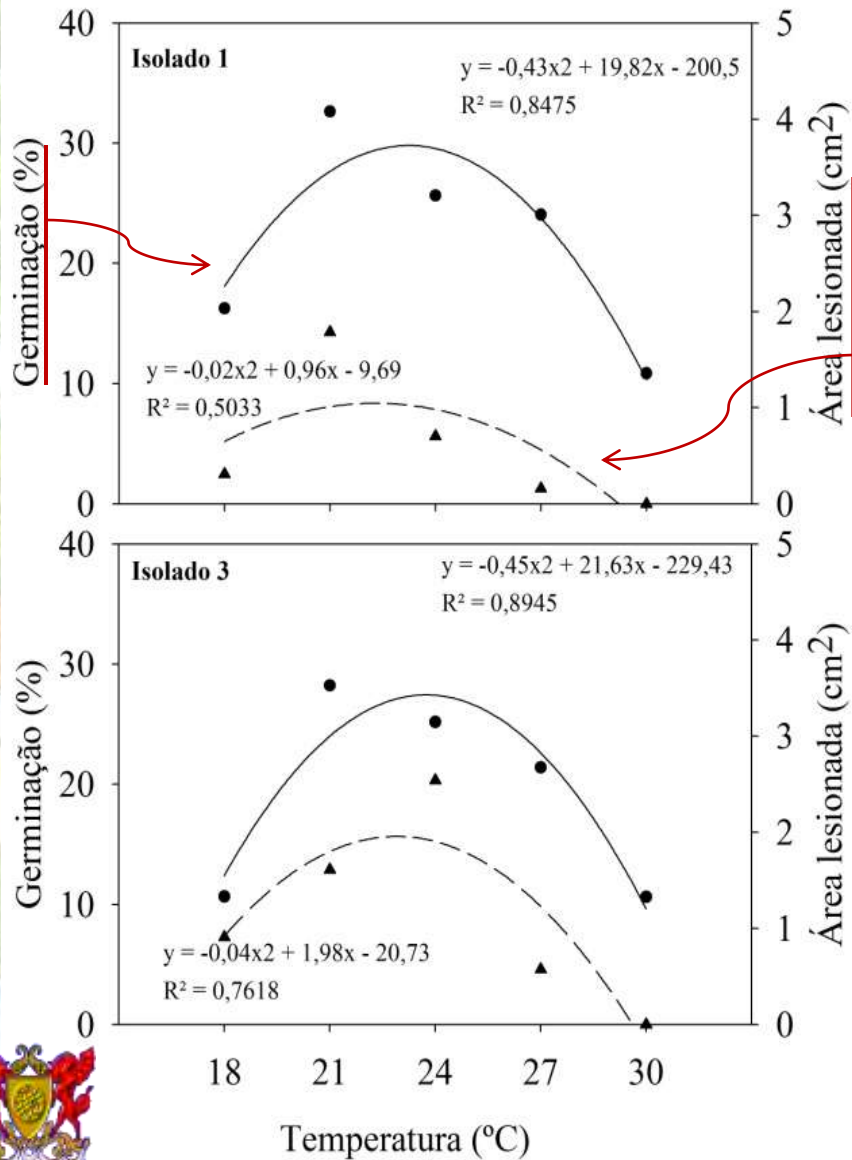 Isolado 1
y = -0,43x2 + 19,82x - 200,5
R² = 0,8475
y = -0,02x2 + 0,96x - 9,69
R² = 0,5033
Germinação (%)
40
30
20
10
0
Área lesionada (cm²)
5
4
3
2
1
0
Isolado 3
y = -0,45x2 + 21,63x - 229,43
R² = 0,8945
y = -0,04x2 + 1,98x - 20,73
R² = 0,7618
Germinação (%)
40
30
20
10
0
Área lesionada (cm²)
5
4
3
2
1
0
18 21 24 27 30
Temperatura (ºC)